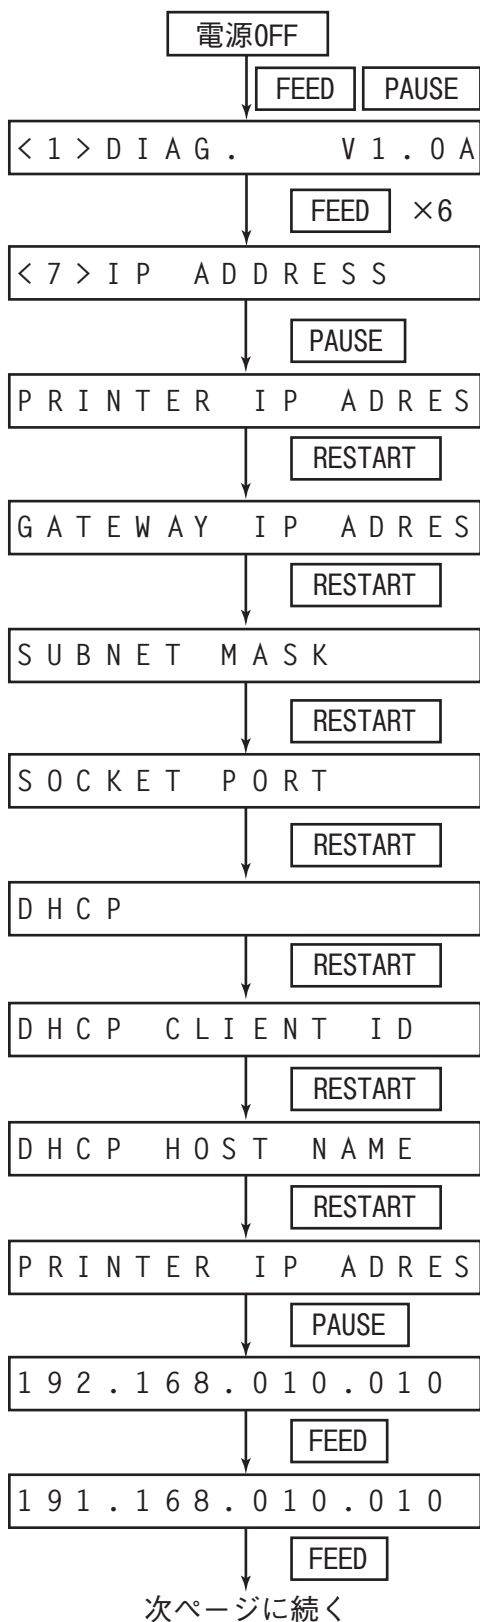 電源OFF
FEED PAUSE
<1>DIAG. V1.0A
FEED ×6
<7>IP ADDRESS
PAUSE
PRINTER IP ADRES
RESTART
GATEWAY IP ADRES
RESTART
SUBNET MASK
RESTART
SOCKET PORT
RESTART
DHCP
RESTART
DHCP CLIENT ID
RESTART
DHCP HOST NAME
RESTART
PRINTER IP ADRES
PAUSE
192.168.010.010
FEED
191.168.010.010
FEED
次ページに続く